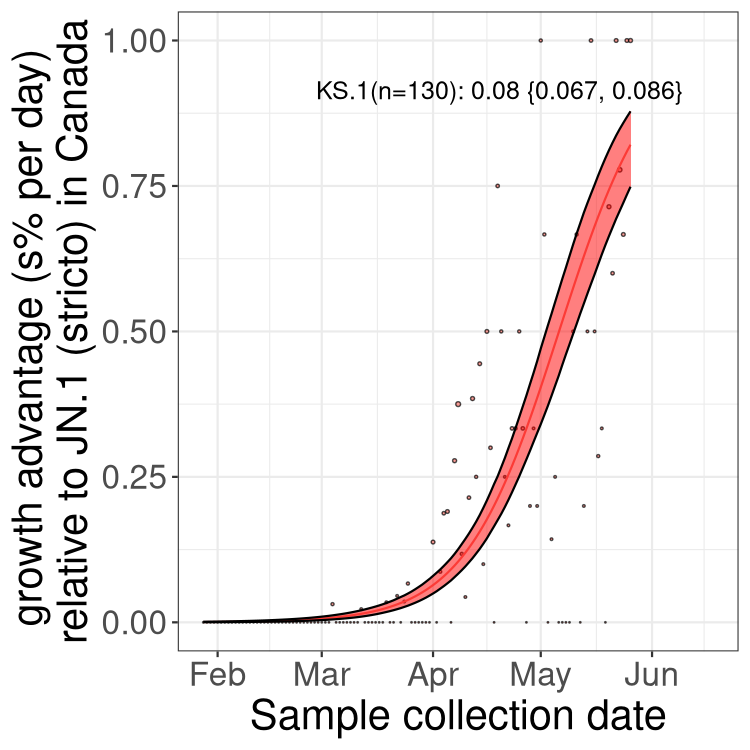 growth advantage (s% per day)
relative to JN.1 (stricto) in Canada
1.00
0.75
0.50
0.25
0.00
KS.1(n=130): 0.08 {0.067, 0.086}
Feb Mar Apr May Jun
Sample collection date